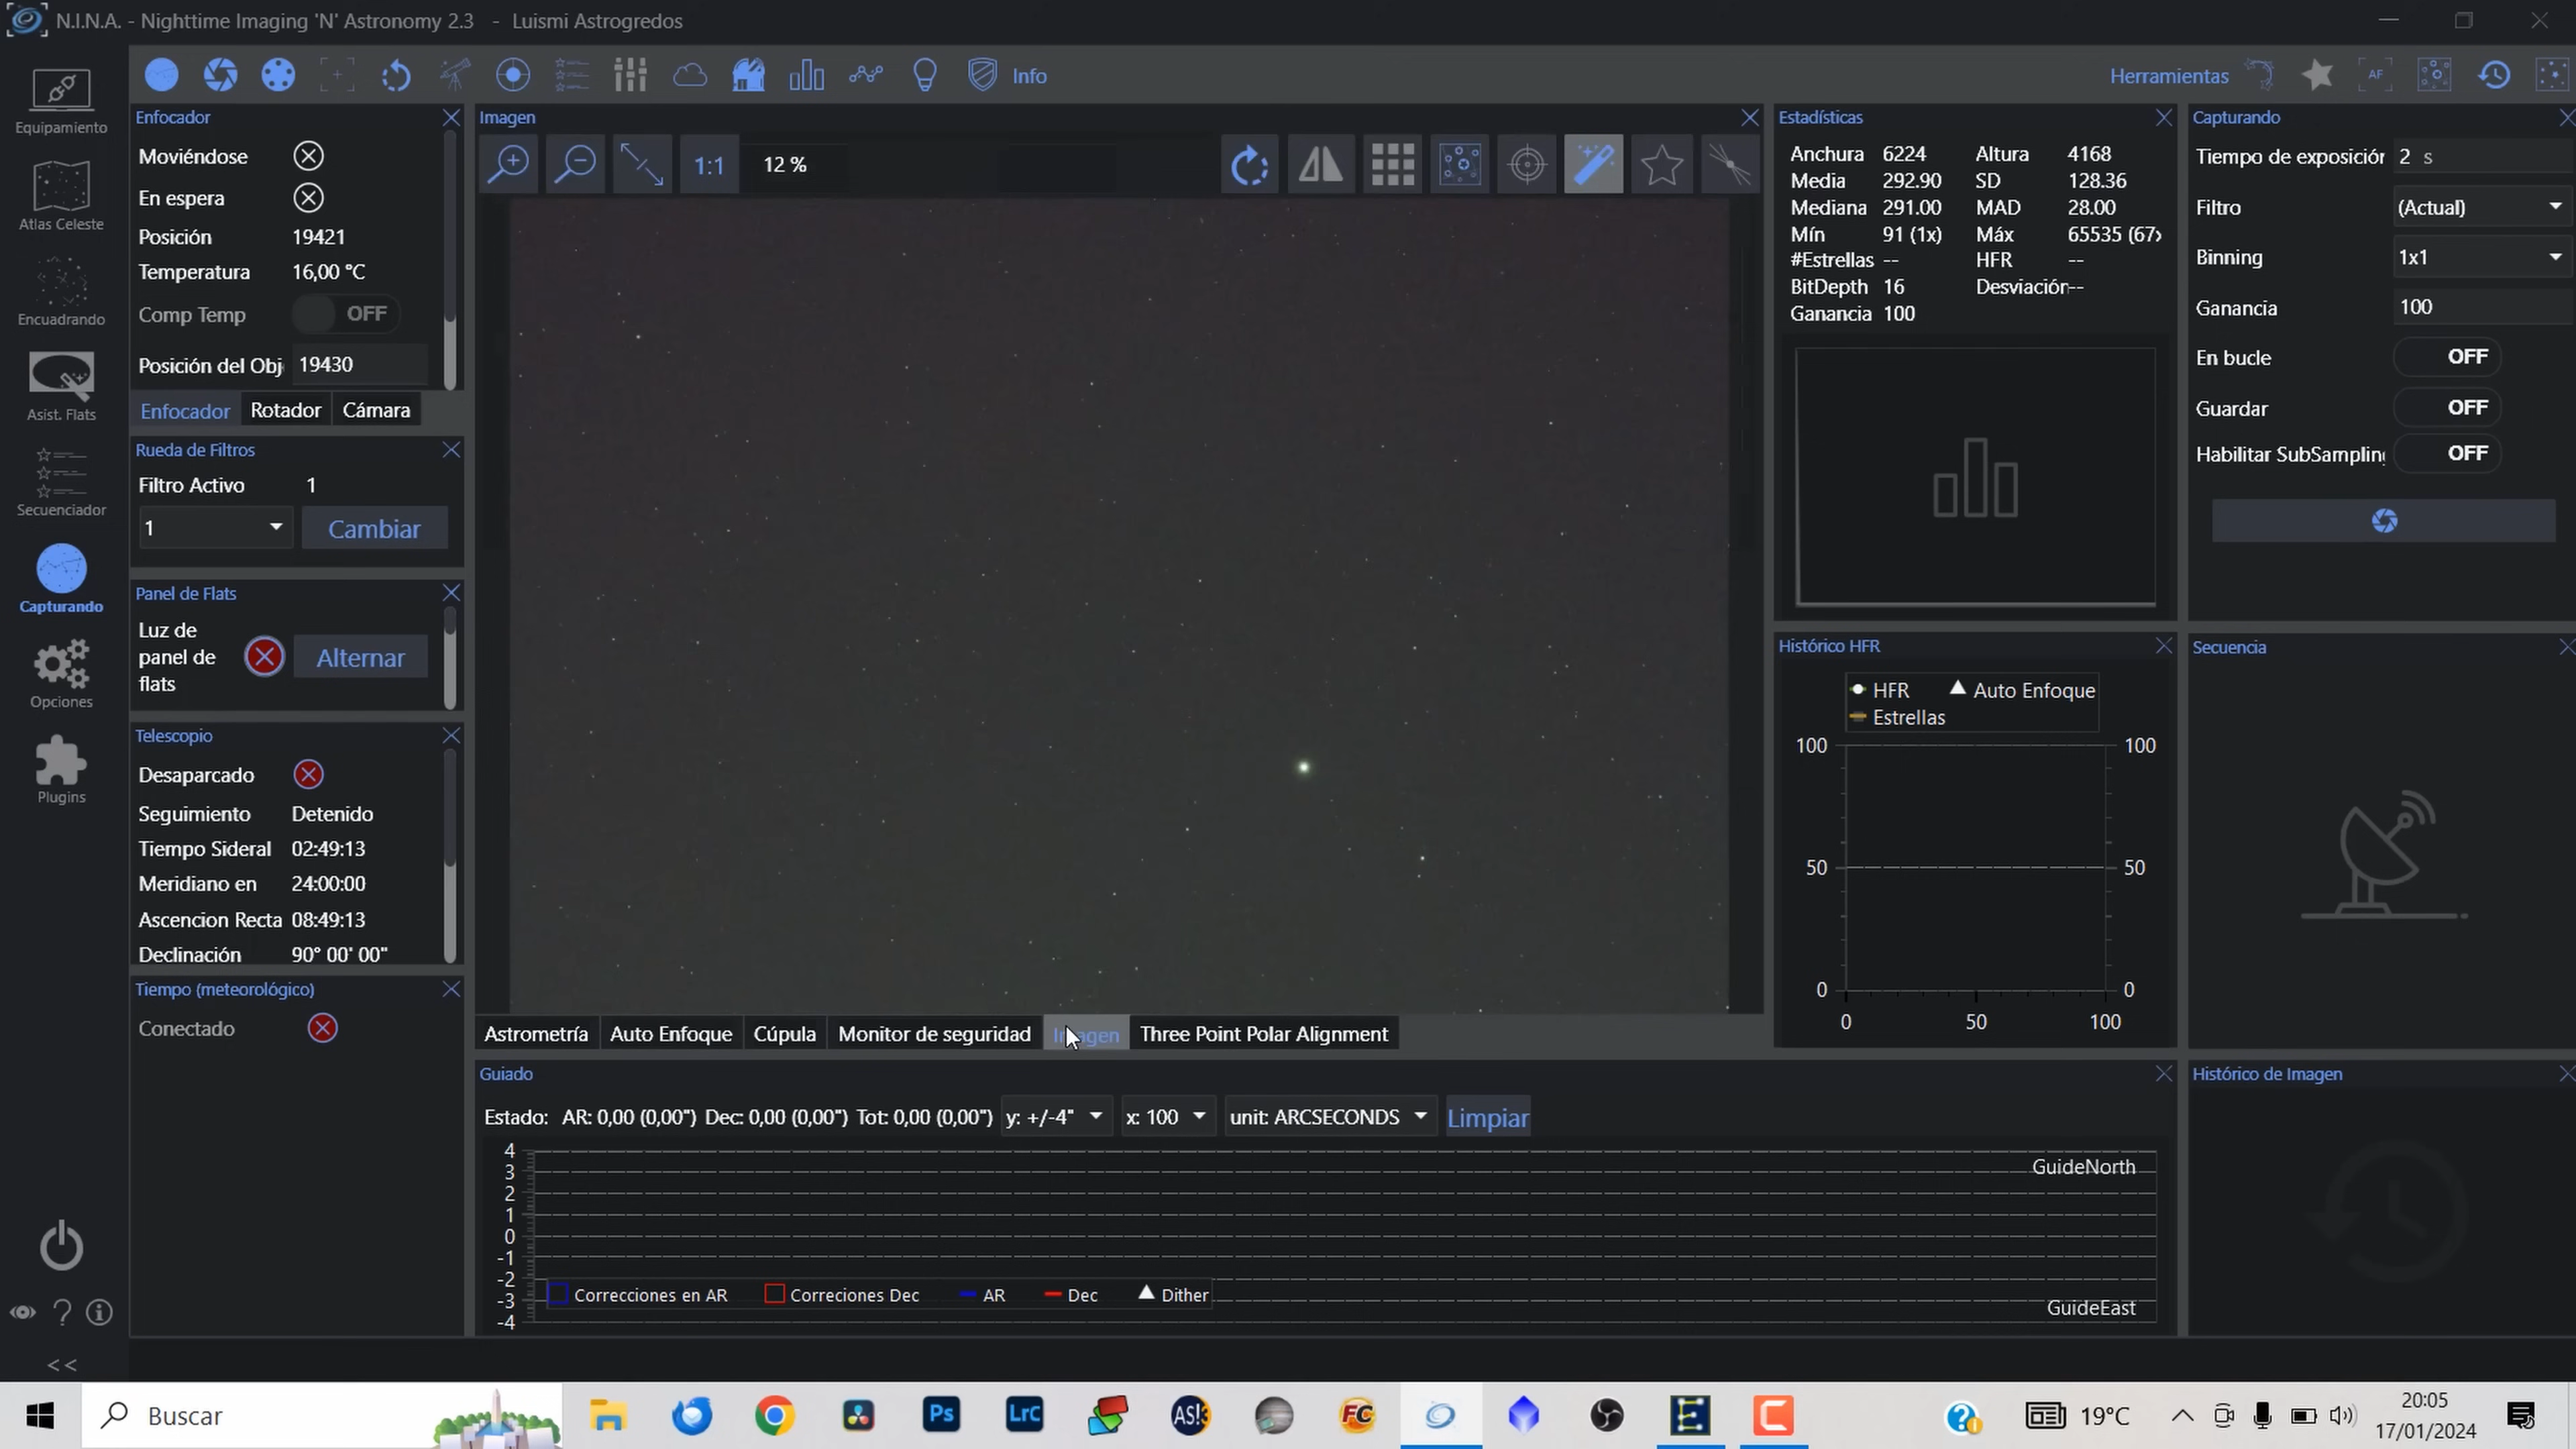 N.I.N.A. - Nighttime Imaging 'N' Astronomy 2.3 - Luismi Astrogredos
Info
Herramientas
AF
Equipamiento
Atlas Celeste
Encuadrando
Asist. Flats
Secuenciador
Capturando
Opciones
Plugins
<<
Enfocador
Moviéndose
En espera
Posición 19421
Temperatura 16,00 °C
Comp Temp OFF
Posición del Obj 19430
Enfocador Rotador Cámara
Rueda de Filtros
Filtro Activo 1
1 Cambiar
Panel de Flats
Luz de
panel de
flats
Alternar
Telescopio
Desaparcado
Seguimiento Detenido
Tiempo Sideral 02:49:13
Meridiano en 24:00:00
Ascencion Recta 08:49:13
Declinación 90° 00' 00"
Tiempo (meteorológico)
Conectado
Imagen
1:1 12 %
Astrometría Auto Enfoque Cúpula Monitor de seguridad Imagen Three Point Polar Alignment
Guiado
Estado: AR: 0,00 (0,00") Dec: 0,00 (0,00") Tot: 0,00 (0,00") y: +/-4" x: 100 unit: ARCSECONDS Limpiar
4
3
2
1
0
-1
-2
-3
-4
GuideNorth
GuideEast
Correcciones en AR Correciones Dec AR Dec Dither
Estadísticas
Anchura 6224 Altura 4168
Media 292.90 SD 128.36
Mediana 291.00 MAD 28.00
Mín 91 (1x) Máx 65535 (67x
#Estrellas -- HFR --
BitDepth 16 Desviación--
Ganancia 100
Histórico HFR
HFR Auto Enfoque
Estrellas
100 100
50 50
0 0
0 50 100
Capturando
Tiempo de exposición 2 s
Filtro (Actual)
Binning 1x1
Ganancia 100
En bucle OFF
Guardar OFF
Habilitar SubSampling OFF
Secuencia
Histórico de Imagen
Buscar
Ps
LrC
AS!3
FC
19°C
20:05
17/01/2024